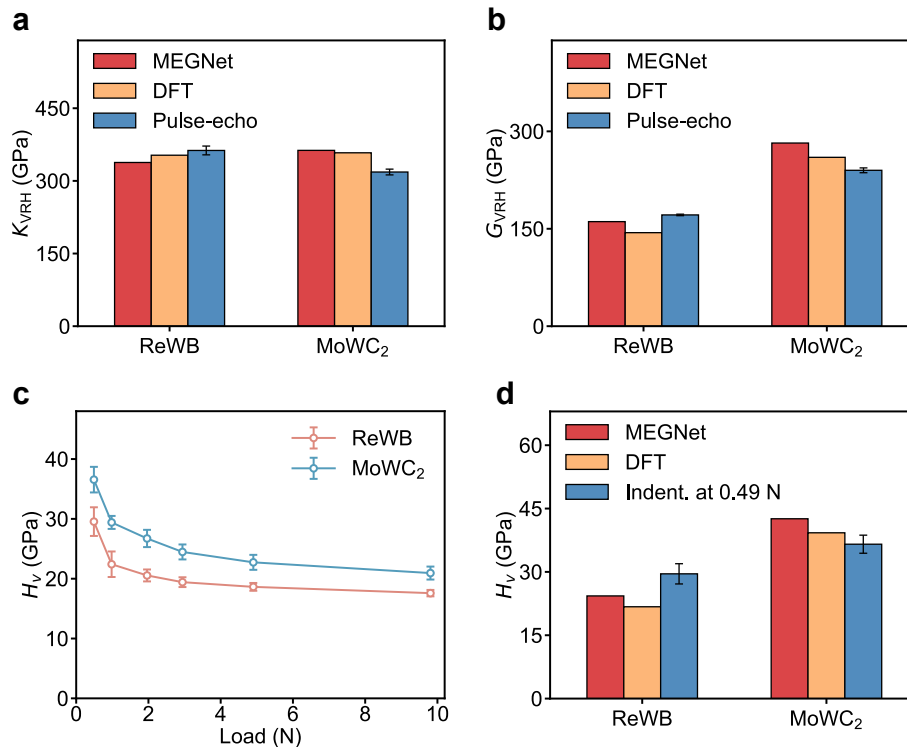 a
MEGNet
DFT
Pulse-echo
K_VRH (GPa)
450
300
150
0
ReWB
MoWC₂
b
MEGNet
DFT
Pulse-echo
G_VRH (GPa)
300
150
0
ReWB
MoWC₂
c
ReWB
MoWC₂
H_v (GPa)
40
30
20
10
0
0 2 4 6 8 10
Load (N)
d
MEGNet
DFT
Indent. at 0.49 N
H_v (GPa)
60
45
30
15
0
ReWB
MoWC₂